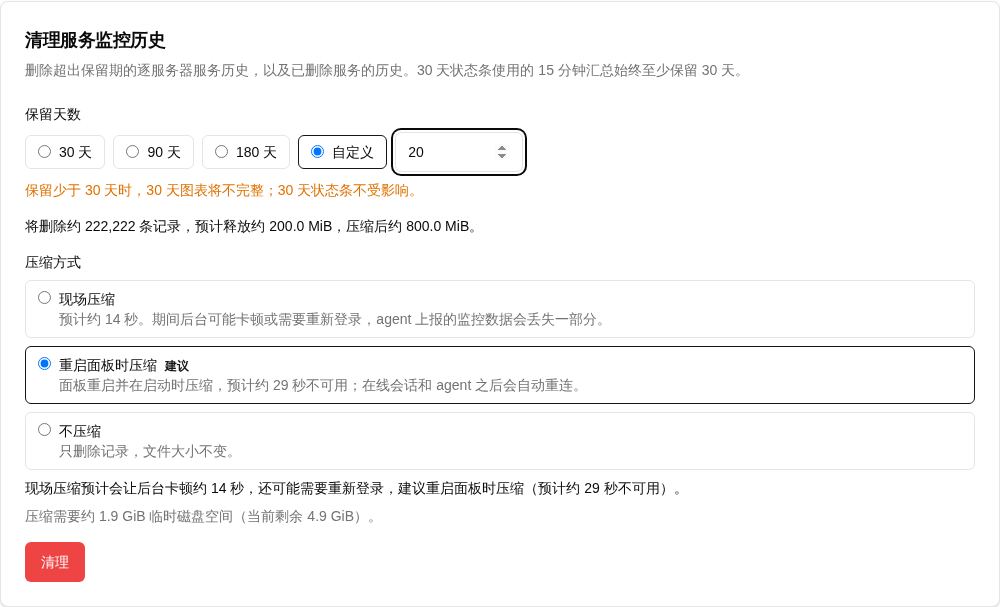 清理服务监控历史
删除超出保留期的逐服务器服务历史，以及已删除服务的历史。30 天状态条使用的 15 分钟汇总始终至少保留 30 天。
保留天数
30 天 90 天 180 天 自定义 20
保留少于 30 天时，30 天图表将不完整；30 天状态条不受影响。
将删除约 222,222 条记录，预计释放约 200.0 MiB，压缩后约 800.0 MiB。
压缩方式
现场压缩
预计约 14 秒。期间后台可能卡顿或需要重新登录，agent 上报的监控数据会丢失一部分。
重启面板时压缩 建议
面板重启并在启动时压缩，预计约 29 秒不可用；在线会话和 agent 之后会自动重连。
不压缩
只删除记录，文件大小不变。
现场压缩预计会让后台卡顿约 14 秒，还可能需要重新登录，建议重启面板时压缩（预计约 29 秒不可用）。
压缩需要约 1.9 GiB 临时磁盘空间（当前剩余 4.9 GiB）。
清理